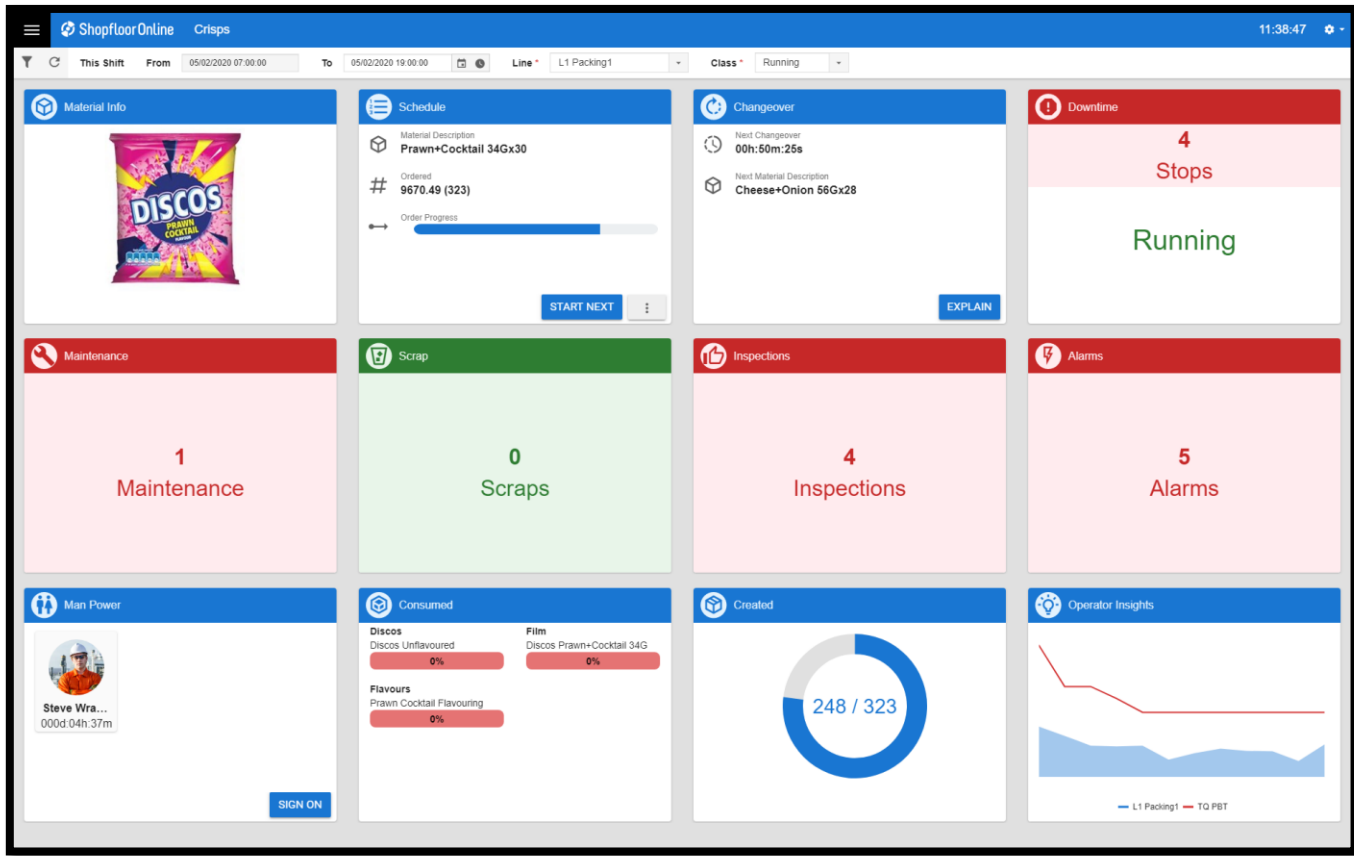 ShopfloorOnline Crisps 11:38:47
This Shift From 05/02/2020 07:00:00 To 05/02/2020 19:00:00 Line * L1 Packing1 Class * Running
Material Info
DISCOS
PRAWN
COCKTAIL
FLAVOUR
Schedule
Material Description
Prawn+Cocktail 34Gx30
Ordered
9670.49 (323)
Order Progress
START NEXT
Changeover
Next Changeover
00h:50m:25s
Next Material Description
Cheese+Onion 56Gx28
EXPLAIN
Downtime
4
Stops
Running
Maintenance
1
Maintenance
Scrap
0
Scraps
Inspections
4
Inspections
Alarms
5
Alarms
Man Power
Steve Wra...
000d:04h:37m
SIGN ON
Consumed
Discos
Discos Unflavoured
0%
Film
Discos Prawn+Cocktail 34G
0%
Flavours
Prawn Cocktail Flavouring
0%
Created
248 / 323
Operator Insights
L1 Packing1 TQ PBT